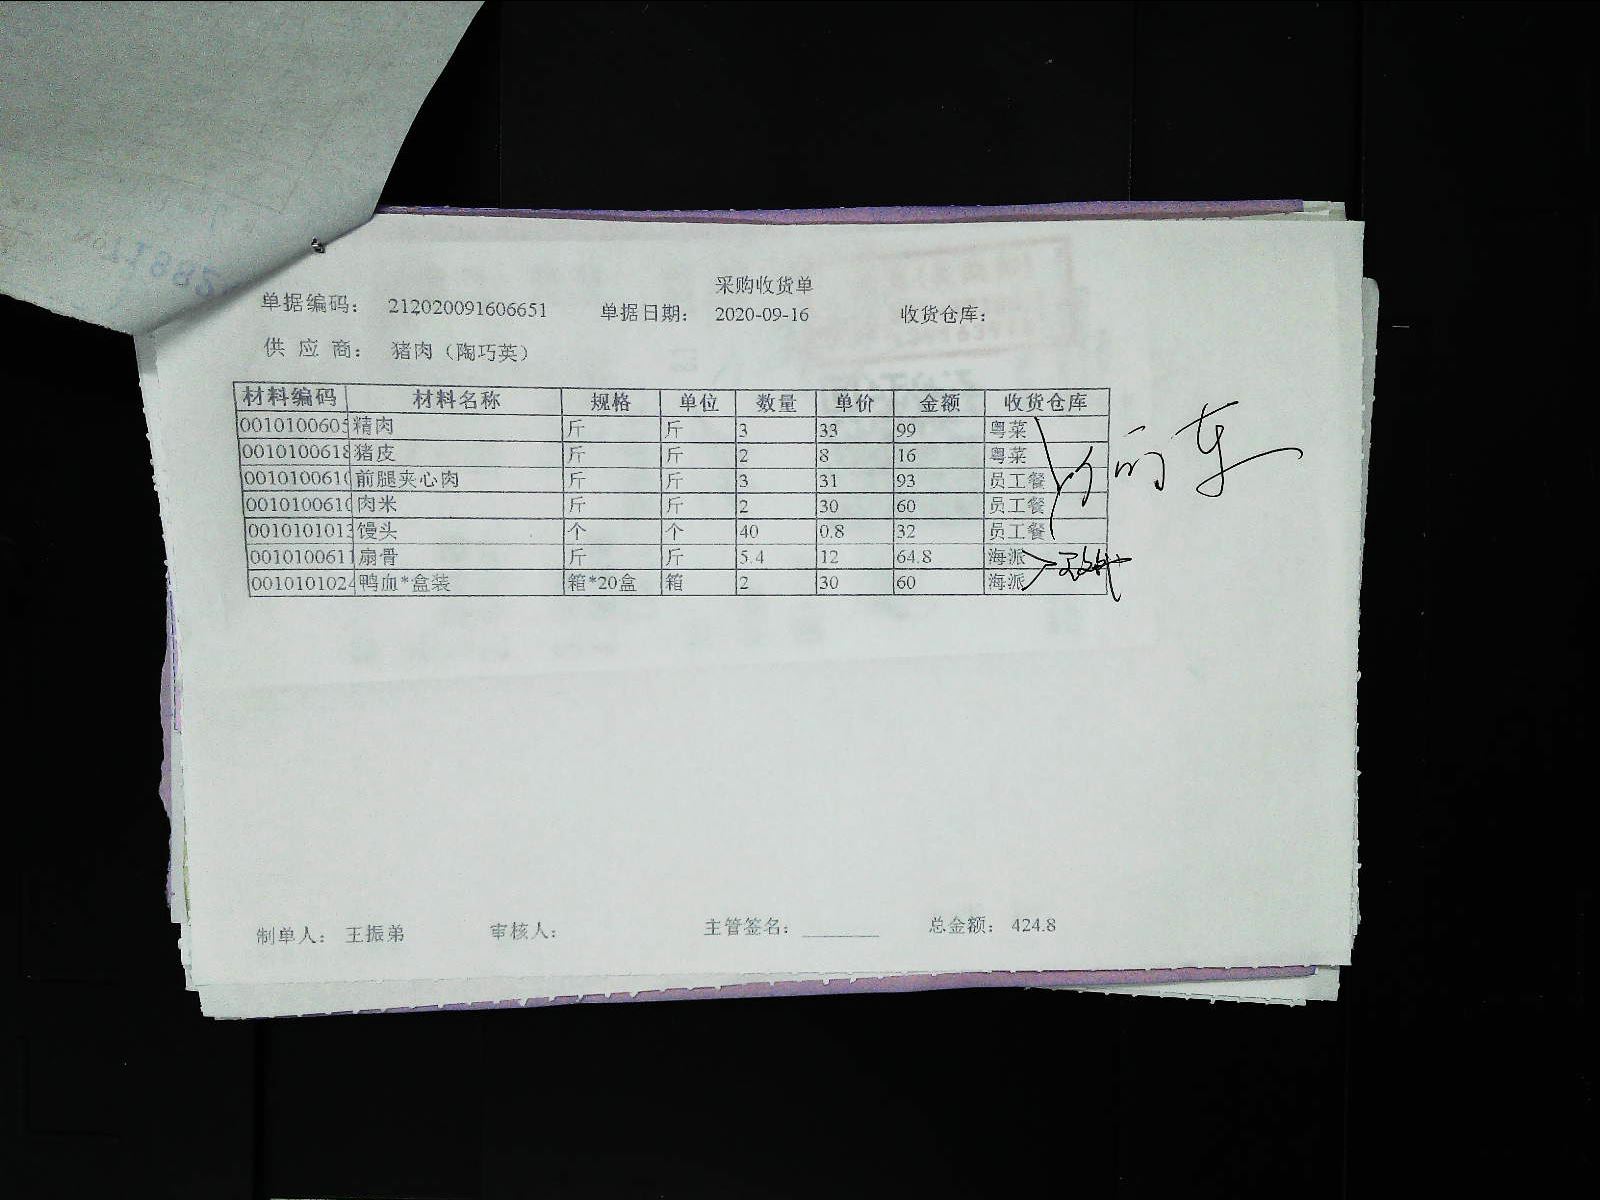 采购收货单
单据编码： 212020091606651 单据日期： 2020-09-16 收货仓库：
供 应 商： 猪肉（陶巧英）
材料编码 材料名称 规格 单位 数量 单价 金额 收货仓库
001010060 精肉 斤 斤 3 33 99 粤菜
0010100618 猪皮 斤 斤 2 8 16 粤菜
001010061 前腿夹心肉 斤 斤 3 31 93 员工餐
001010061 肉米 斤 斤 2 30 60 员工餐
001010101 馒头 个 个 40 0.8 32 员工餐
001010061 扇骨 斤 斤 5.4 12 64.8 海派
001010102 鸭血*盒装 箱*20盒 箱 2 30 60 海派
制单人： 王振弟 审核人： 主管签名： 总金额： 424.8